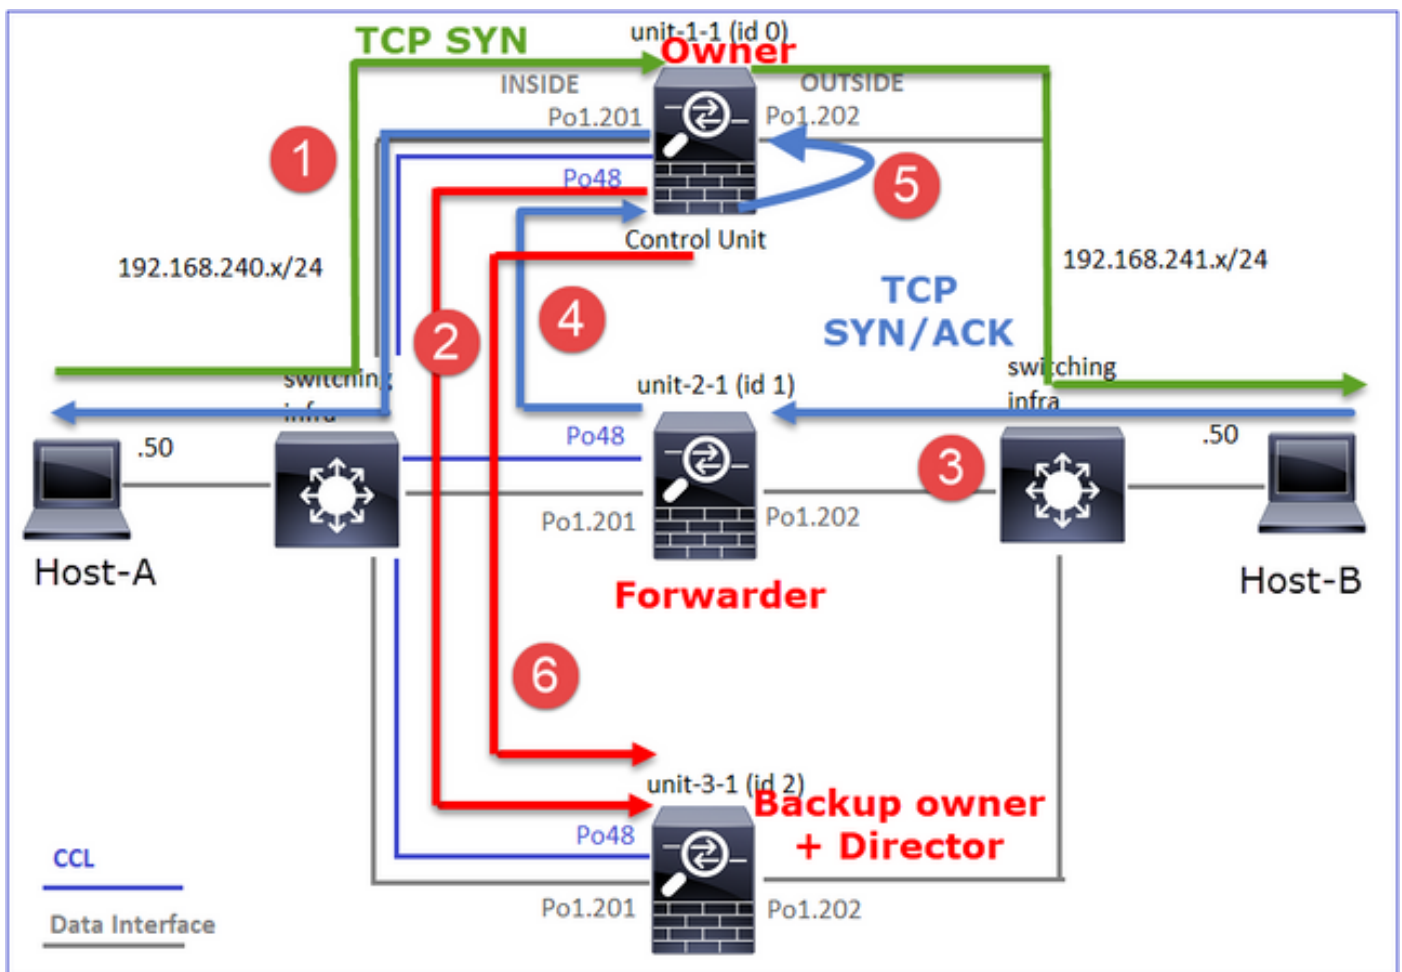 unit-1-1 (id 0)
TCP SYN
Owner
INSIDE
OUTSIDE
Po1.201
Po1.202
1
Po48
5
Control Unit
192.168.240.x/24
192.168.241.x/24
TCP
SYN/ACK
2
4
switching
infra
unit-2-1 (id 1)
switching
infra
.50
Po48
3
.50
Po1.201
Po1.202
Host-A
Host-B
Forwarder
6
unit-3-1 (id 2)
Backup owner
+ Director
Po48
CCL
Po1.201
Po1.202
Data Interface